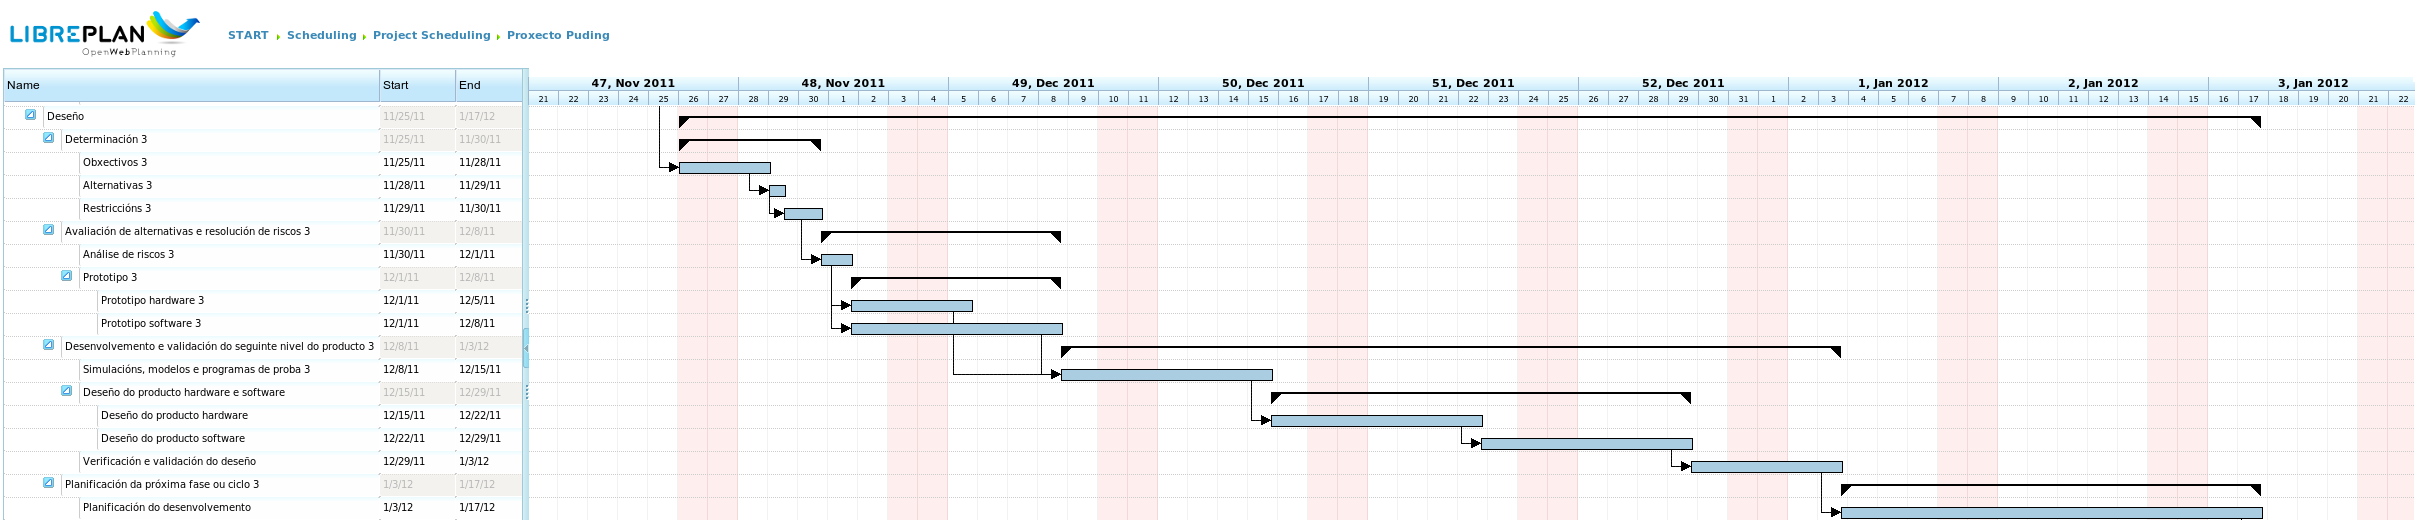 LIBREPLAN
OpenWebPlanning
START Scheduling Project Scheduling Proxecto Puding
Name Start End
47, Nov 2011 48, Nov 2011 49, Dec 2011 50, Dec 2011 51, Dec 2011 52, Dec 2011 1, Jan 2012 2, Jan 2012 3, Jan 2012
21 22 23 24 25 26 27 28 29 30 1 2 3 4 5 6 7 8 9 10 11 12 13 14 15 16 17 18 19 20 21 22 23 24 25 26 27 28 29 30 31 1 2 3 4 5 6 7 8 9 10 11 12 13 14 15 16 17 18 19 20 21 22
Deseño 11/25/11 1/17/12
Determinación 3 11/25/11 11/30/11
Obxectivos 3 11/25/11 11/28/11
Alternativas 3 11/28/11 11/29/11
Restriccións 3 11/29/11 11/30/11
Avaliación de alternativas e resolución de riscos 3 11/30/11 12/8/11
Análise de riscos 3 11/30/11 12/1/11
Prototipo 3 12/1/11 12/8/11
Prototipo hardware 3 12/1/11 12/5/11
Prototipo software 3 12/1/11 12/8/11
Desenvolvemento e validación do seguinte nivel do producto 3 12/8/11 1/3/12
Simulacións, modelos e programas de proba 3 12/8/11 12/15/11
Deseño do producto hardware e software 12/15/11 12/29/11
Deseño do producto hardware 12/15/11 12/22/11
Deseño do producto software 12/22/11 12/29/11
Verificación e validación do deseño 12/29/11 1/3/12
Planificación da próxima fase ou ciclo 3 1/3/12 1/17/12
Planificación do desenvolvemento 1/3/12 1/17/12